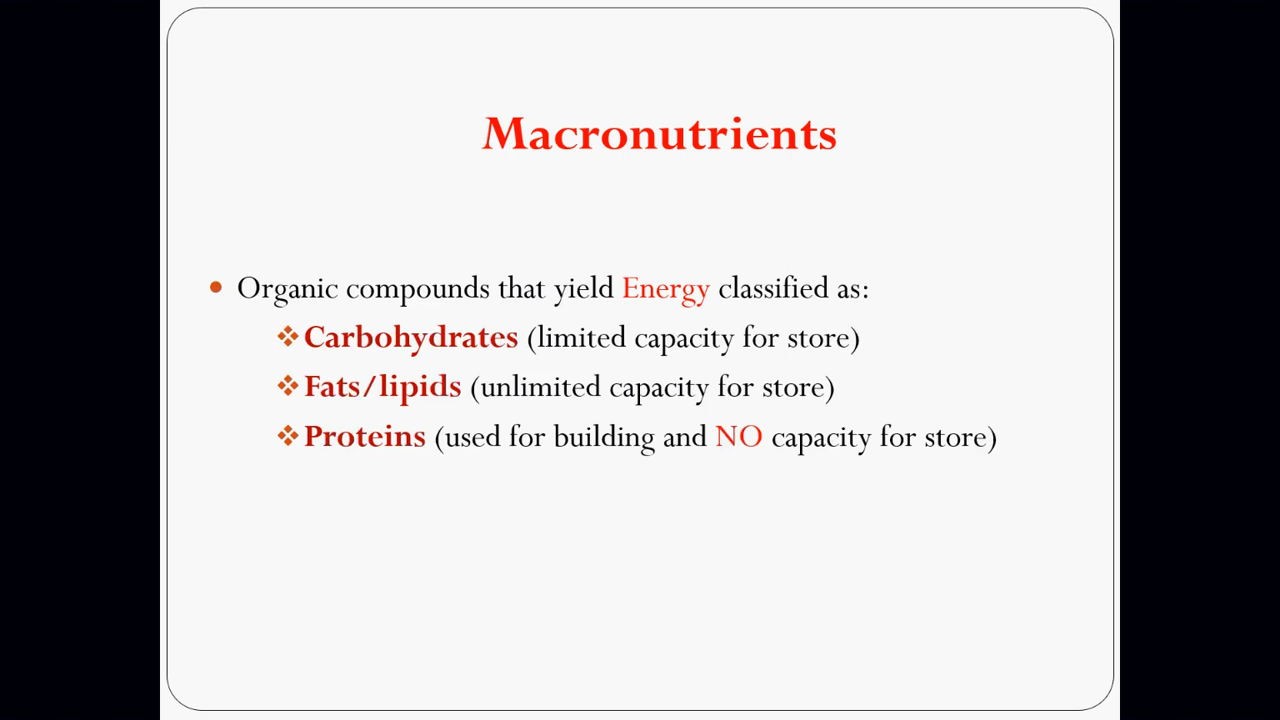 Macronutrients
• Organic compounds that yield Energy classified as:
❖ Carbohydrates (limited capacity for store)
❖ Fats/lipids (unlimited capacity for store)
❖ Proteins (used for building and NO capacity for store)